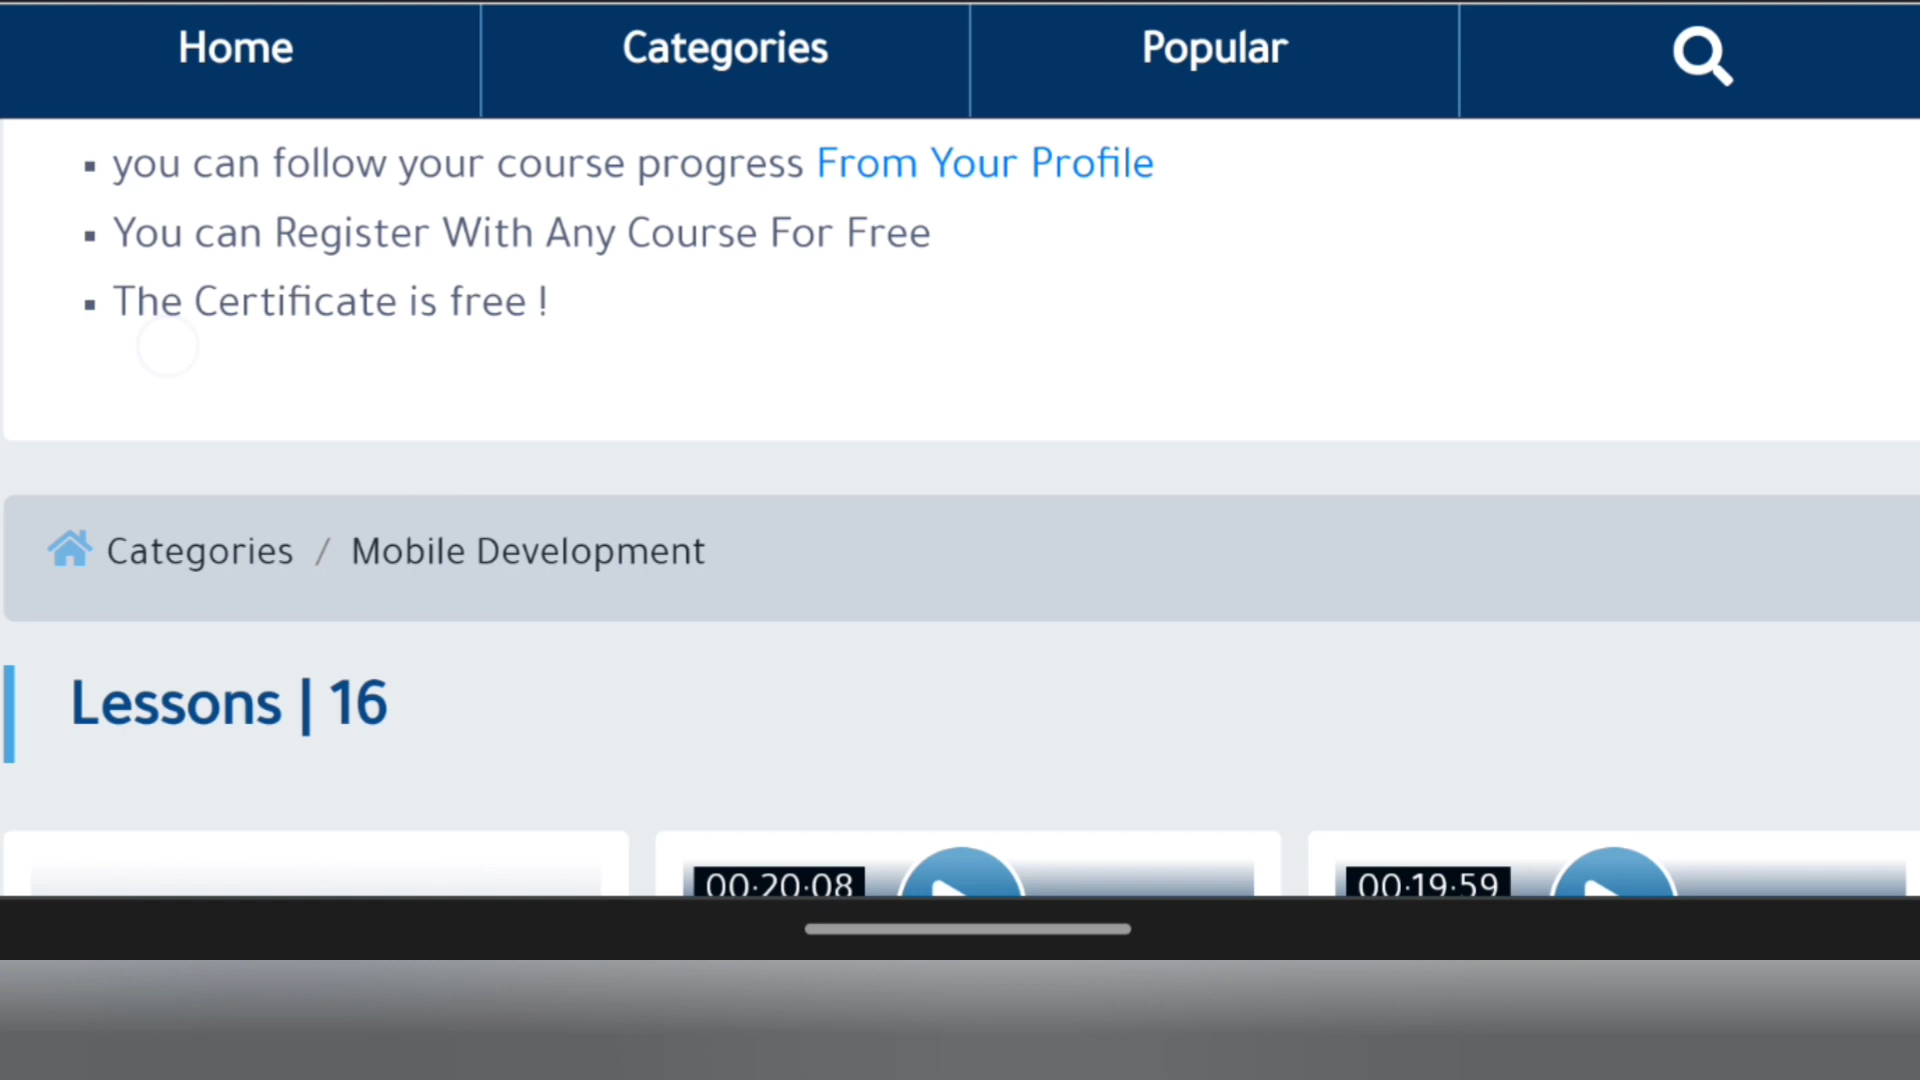 Home Categories Popular
you can follow your course progress From Your Profile
You can Register With Any Course For Free
The Certificate is free !
Categories / Mobile Development
Lessons | 16
00:20:08 00:19:59